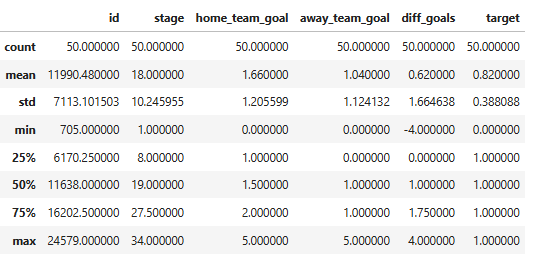 id stage home_team_goal away_team_goal diff_goals target
count 50.000000 50.000000 50.000000 50.000000 50.000000 50.000000
mean 11990.480000 18.000000 1.660000 1.040000 0.620000 0.820000
std 7113.101503 10.245955 1.205599 1.124132 1.664638 0.388088
min 705.000000 1.000000 0.000000 0.000000 -4.000000 0.000000
25% 6170.250000 8.000000 1.000000 0.000000 0.000000 1.000000
50% 11638.000000 19.000000 1.500000 1.000000 1.000000 1.000000
75% 16202.500000 27.500000 2.000000 1.000000 1.750000 1.000000
max 24579.000000 34.000000 5.000000 5.000000 4.000000 1.000000